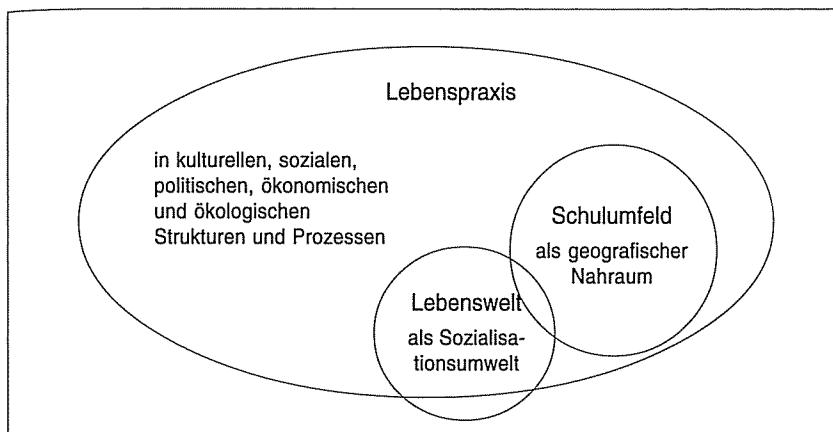 Lebenspraxis
in kulturellen, sozialen,
politischen, ökonomischen
und ökologischen
Strukturen und Prozessen
Schulumfeld
als geografischer
Nahraum
Lebenswelt
als Sozialisa-
tionsumwelt